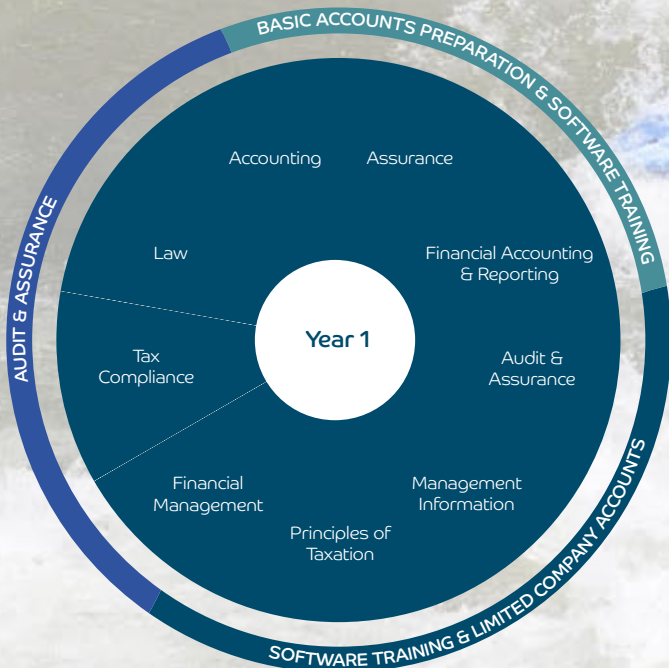 BASIC ACCOUNTS PREPARATION & SOFTWARE TRAINING
Accounting
Assurance
Financial Accounting
& Reporting
Audit &
Assurance
Management
Information
Principles of
Taxation
Financial
Management
Tax
Compliance
Law
Year 1
SOFTWARE TRAINING & LIMITED COMPANY ACCOUNTS
AUDIT & ASSURANCE